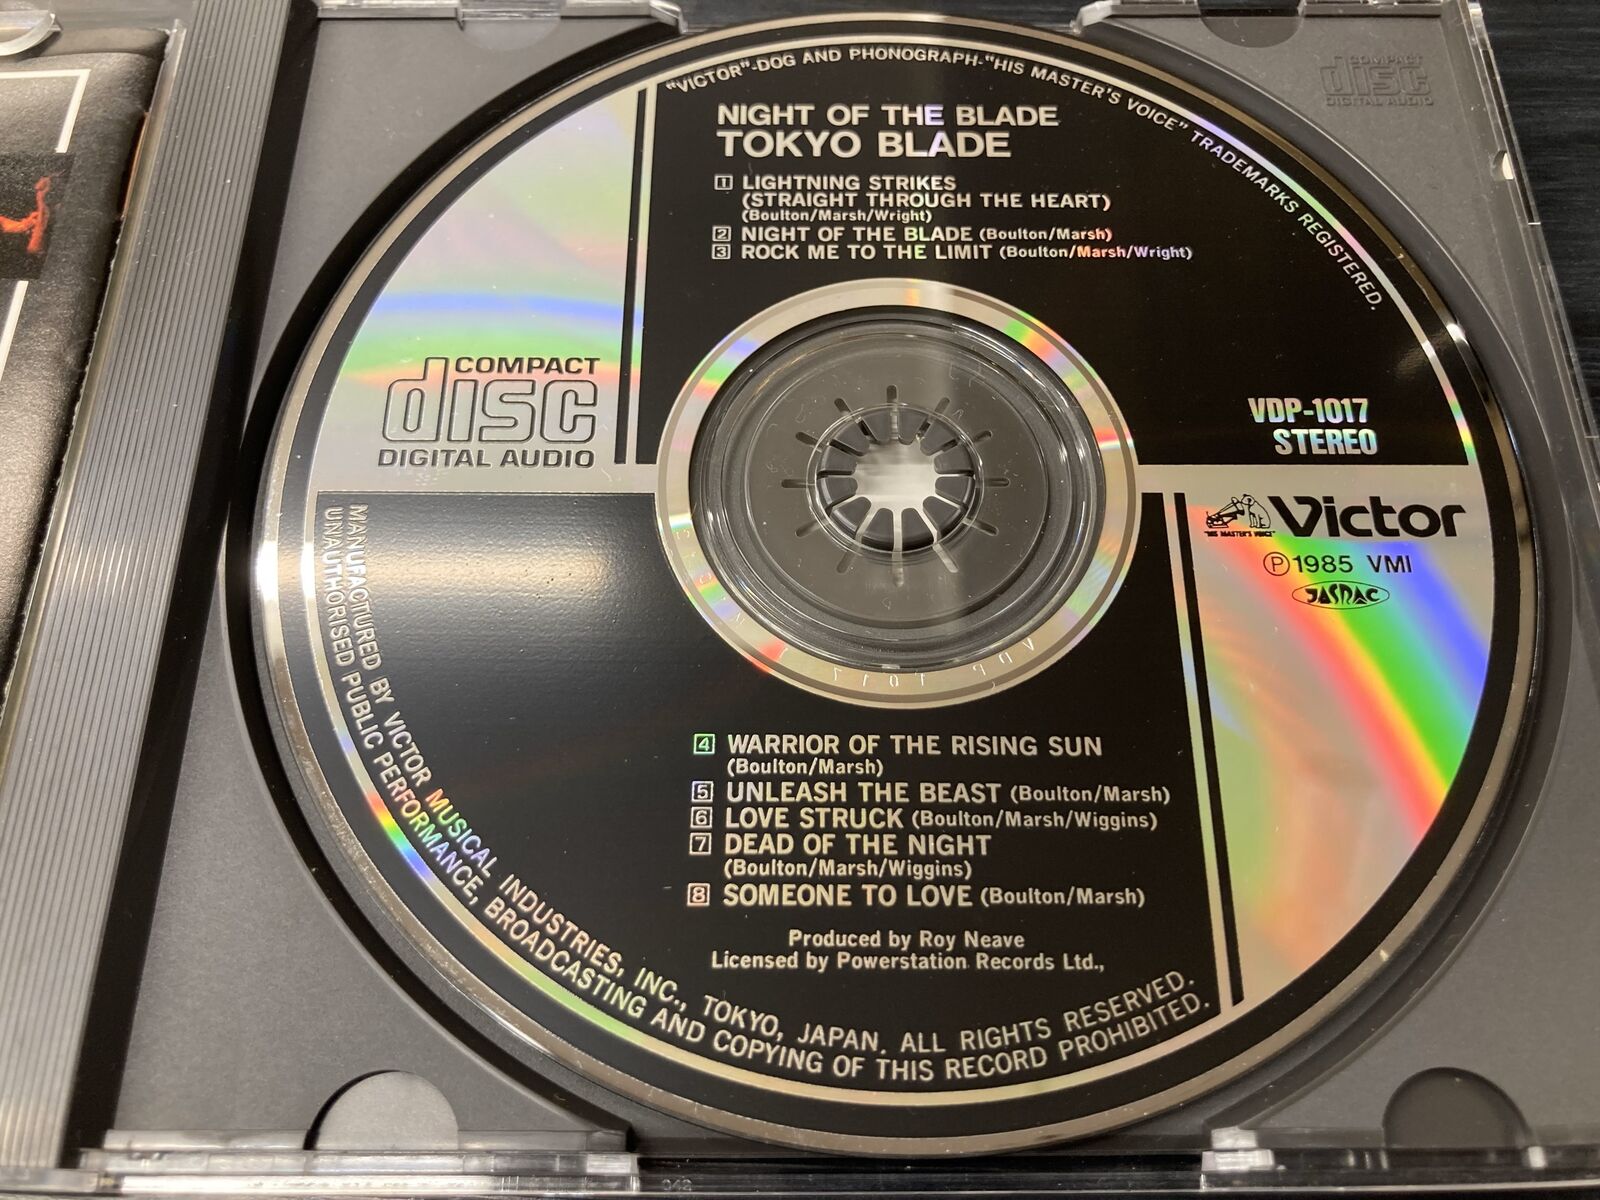 "VICTOR"-DOG AND PHONOGRAPH-"HIS MASTER'S VOICE" TRADEMARKS REGISTERED.
COMPACT
disc
DIGITAL AUDIO
NIGHT OF THE BLADE
TOKYO BLADE
1 LIGHTNING STRIKES
(STRAIGHT THROUGH THE HEART)
(Boulton/Marsh/Wright)
2 NIGHT OF THE BLADE (Boulton/Marsh)
3 ROCK ME TO THE LIMIT (Boulton/Marsh/Wright)
COMPACT
disc
DIGITAL AUDIO
VDP-1017
STEREO
"HIS MASTER'S VOICE"
Victor
Ⓟ1985 VMI
JASRAC
4 WARRIOR OF THE RISING SUN
(Boulton/Marsh)
5 UNLEASH THE BEAST (Boulton/Marsh)
6 LOVE STRUCK (Boulton/Marsh/Wiggins)
7 DEAD OF THE NIGHT
(Boulton/Marsh/Wiggins)
8 SOMEONE TO LOVE (Boulton/Marsh)
Produced by Roy Neave
Licensed by Powerstation Records Ltd.,
MANUFACTURED BY VICTOR MUSICAL INDUSTRIES, INC., TOKYO, JAPAN. ALL RIGHTS RESERVED.
UNAUTHORISED PUBLIC PERFORMANCE, BROADCASTING AND COPYING OF THIS RECORD PROHIBITED.